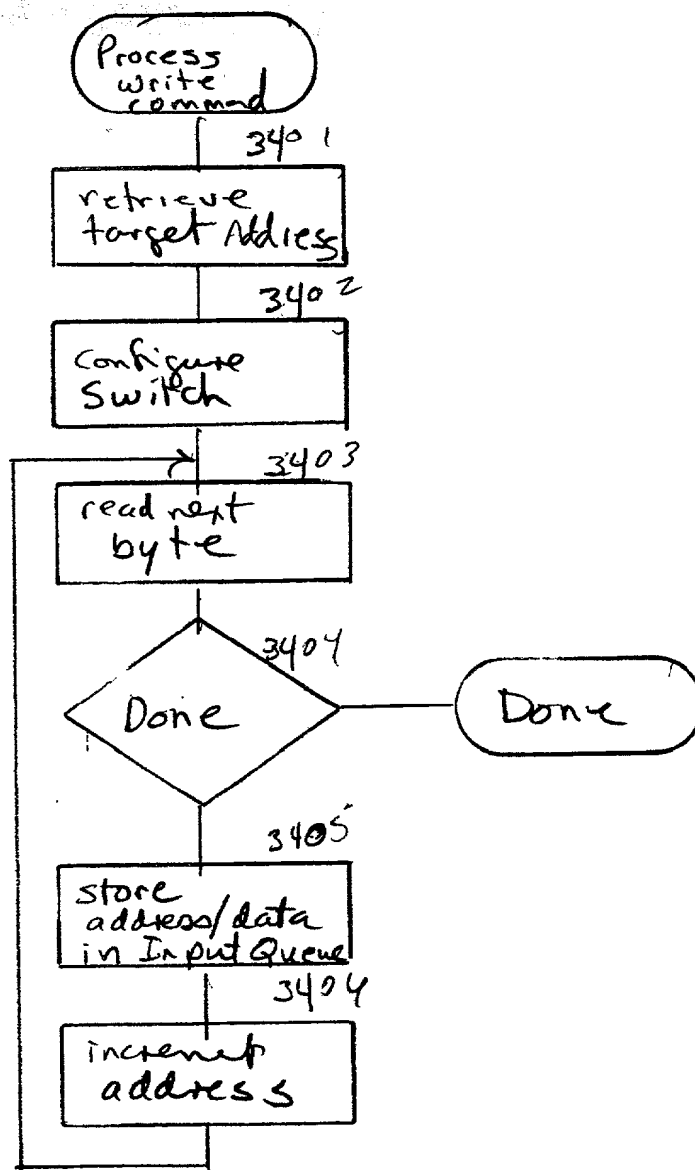 Process
write
command
3401
retrieve
target Address
3402
configure
Switch
3403
read next
byte
3404
Done
Done
3405
store
address/data
in Input Queue
3404
incremet
address